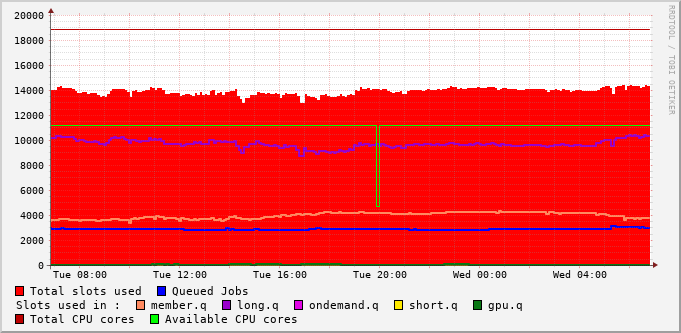 20000
18000
16000
14000
12000
10000
8000
6000
4000
2000
0
Tue 08:00 Tue 12:00 Tue 16:00 Tue 20:00 Wed 00:00 Wed 04:00
Total slots used Queued Jobs
Slots used in : member.q long.q ondemand.q short.q gpu.q
Total CPU cores Available CPU cores
RRDTOOL / TOBI OETIKER